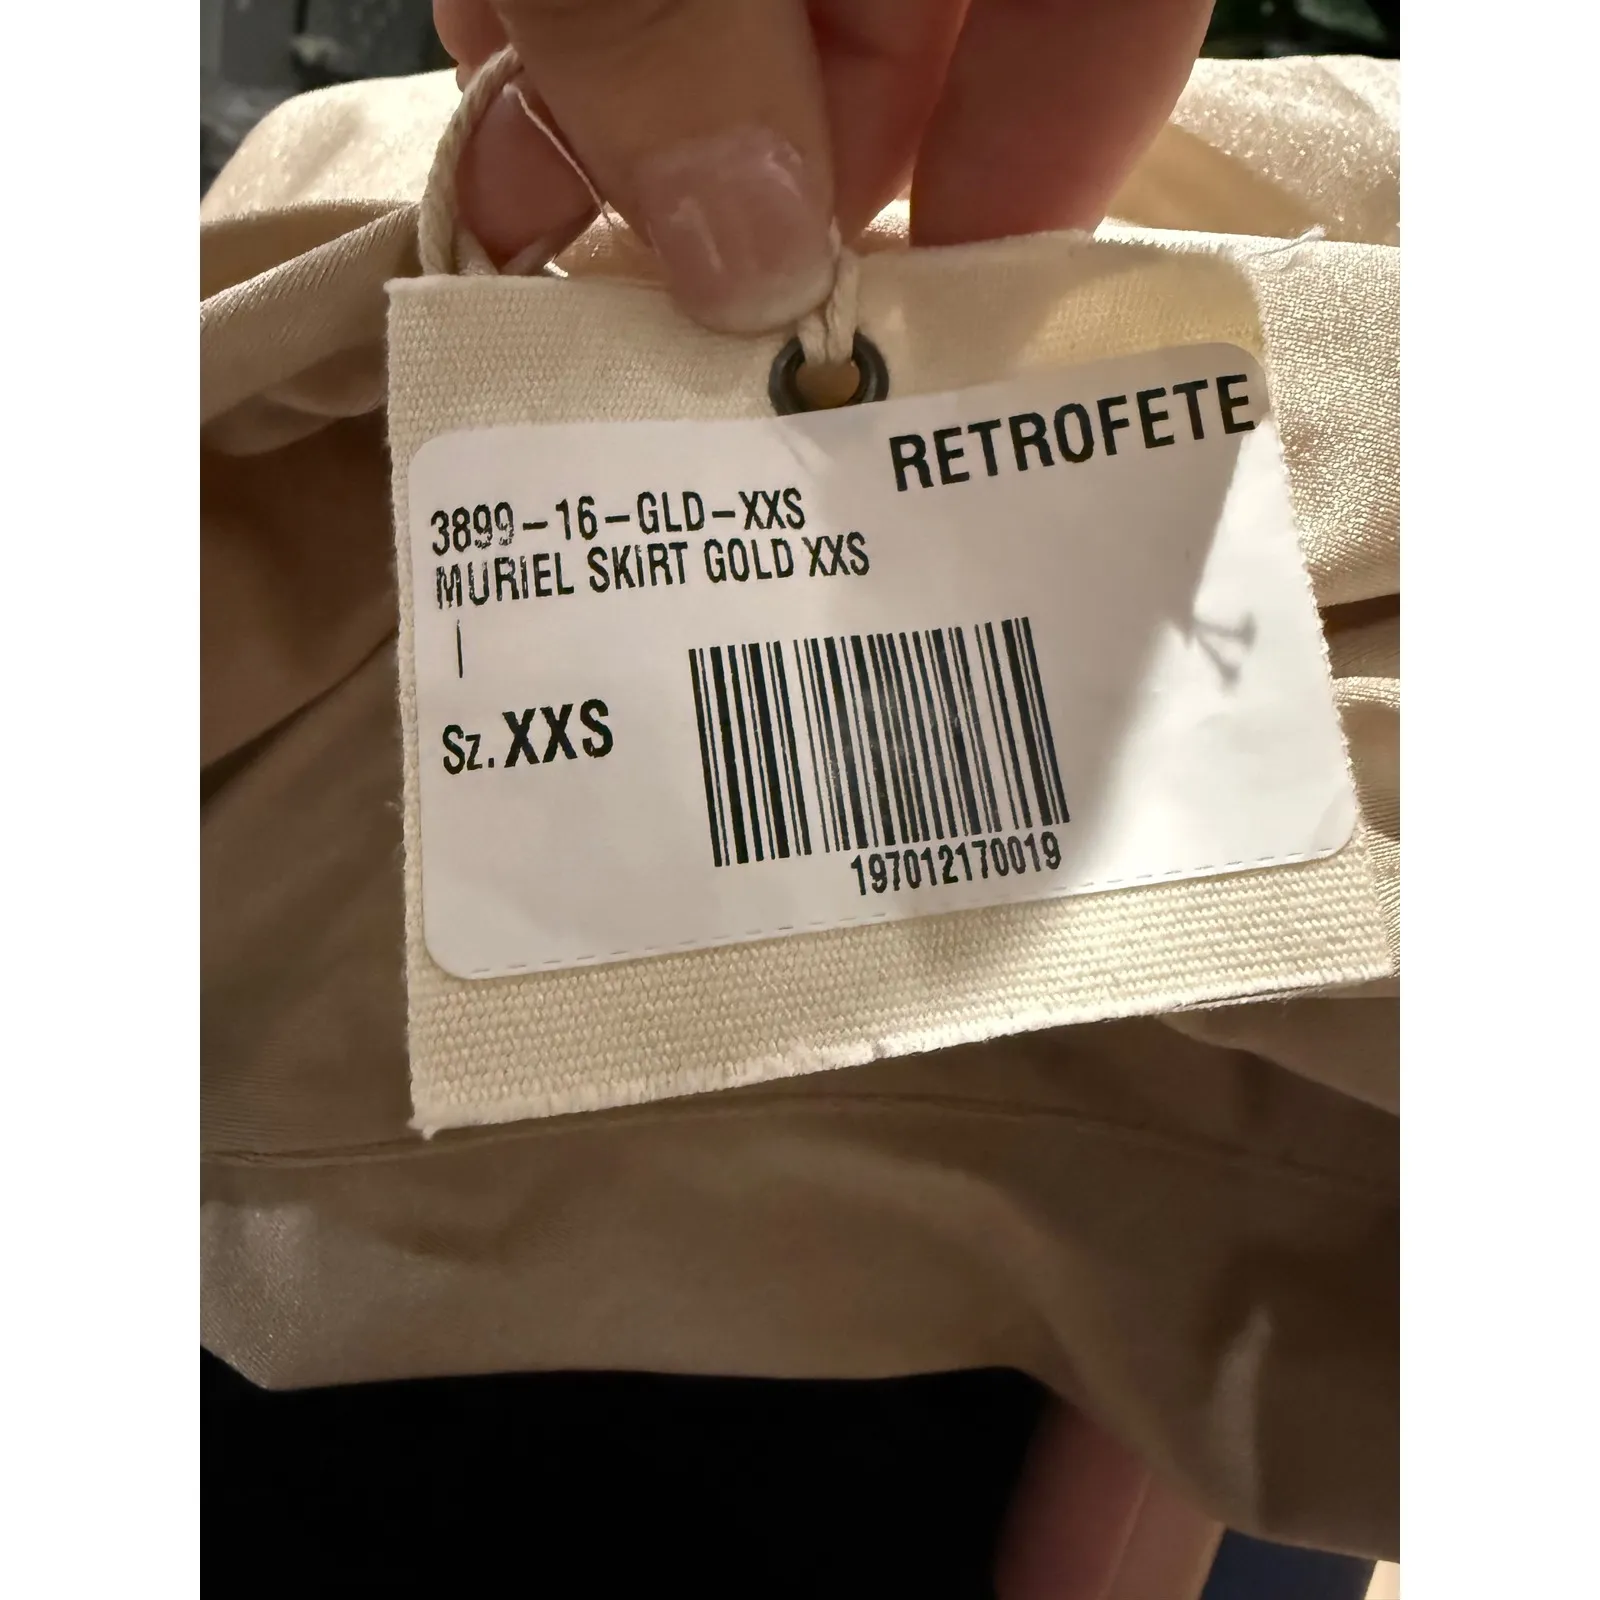 RETROFETE
3899-16-GLD-XXS
MURIEL SKIRT GOLD XXS
Sz. XXS
197012170019